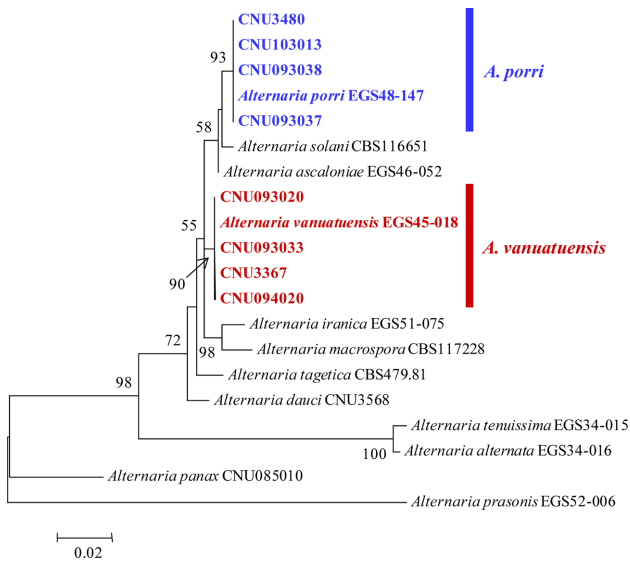 CNU3480
CNU103013
93
CNU093038
A. porri
Alternaria porri EGS48-147
CNU093037
58
Alternaria solani CBS116651
Alternaria ascaloniae EGS46-052
CNU093020
55
Alternaria vanuatuensis EGS45-018
CNU093033
A. vanuatuensis
CNU3367
90
CNU094020
Alternaria iranica EGS51-075
72
98
Alternaria macrospora CBS117228
Alternaria tagetica CBS479.81
98
Alternaria dauci CNU3568
Alternaria tenuissima EGS34-015
100
Alternaria alternata EGS34-016
Alternaria panax CNU085010
Alternaria prasonis EGS52-006
0.02